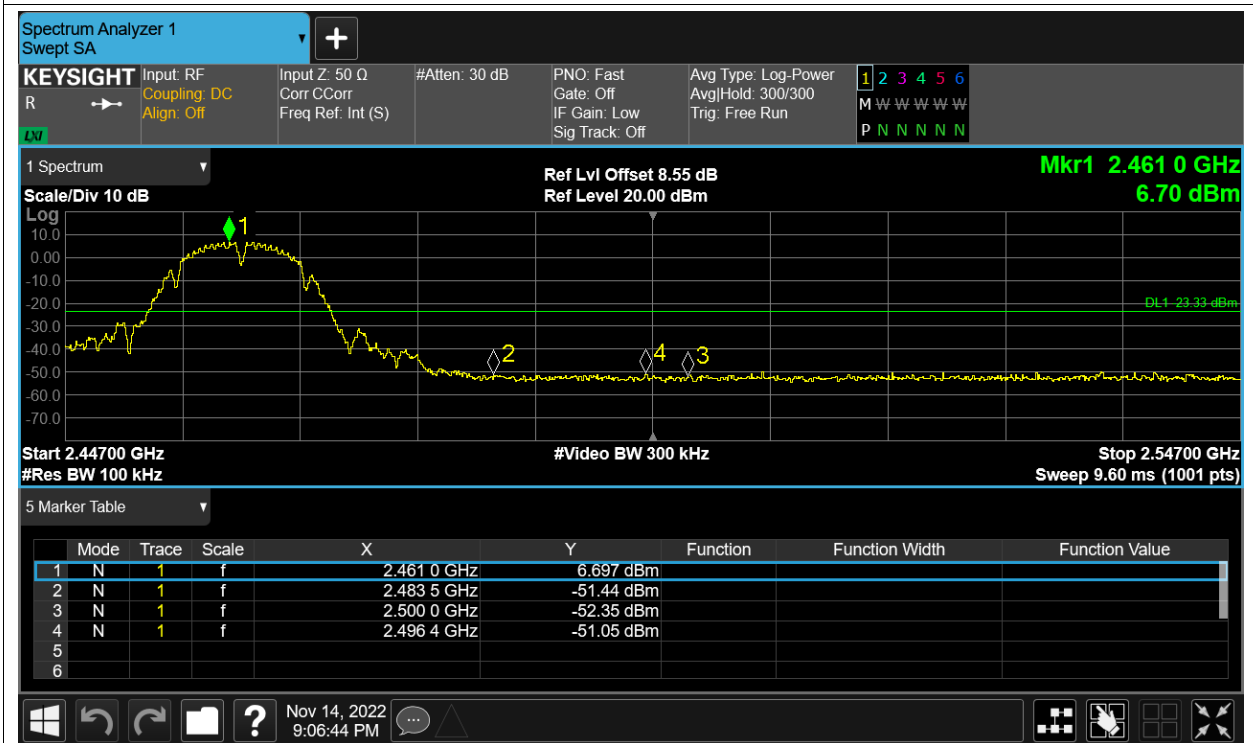 Spectrum Analyzer 1
Swept SA
KEYSIGHT
R
LXI
Input: RF
Coupling: DC
Align: Off
Input Z: 50 Ω
Corr CCorr
Freq Ref: Int (S)
#Atten: 30 dB
PNO: Fast
Gate: Off
IF Gain: Low
Sig Track: Off
Avg Type: Log-Power
Avg|Hold: 300/300
Trig: Free Run
1 2 3 4 5 6
M W W W W W
P N N N N N
1 Spectrum
Scale/Div 10 dB
Ref Lvl Offset 8.55 dB
Ref Level 20.00 dBm
Mkr1 2.461 0 GHz
6.70 dBm
Log
10.0
0.00
-10.0
-20.0
-30.0
-40.0
-50.0
-60.0
-70.0
1
2
4
3
DL1 23.33 dBm
Start 2.44700 GHz
#Res BW 100 kHz
#Video BW 300 kHz
Stop 2.54700 GHz
Sweep 9.60 ms (1001 pts)
5 Marker Table
Mode Trace Scale X Y Function Function Width Function Value
1 N 1 f 2.461 0 GHz 6.697 dBm
2 N 1 f 2.483 5 GHz -51.44 dBm
3 N 1 f 2.500 0 GHz -52.35 dBm
4 N 1 f 2.496 4 GHz -51.05 dBm
5
6
?
Nov 14, 2022
9:06:44 PM